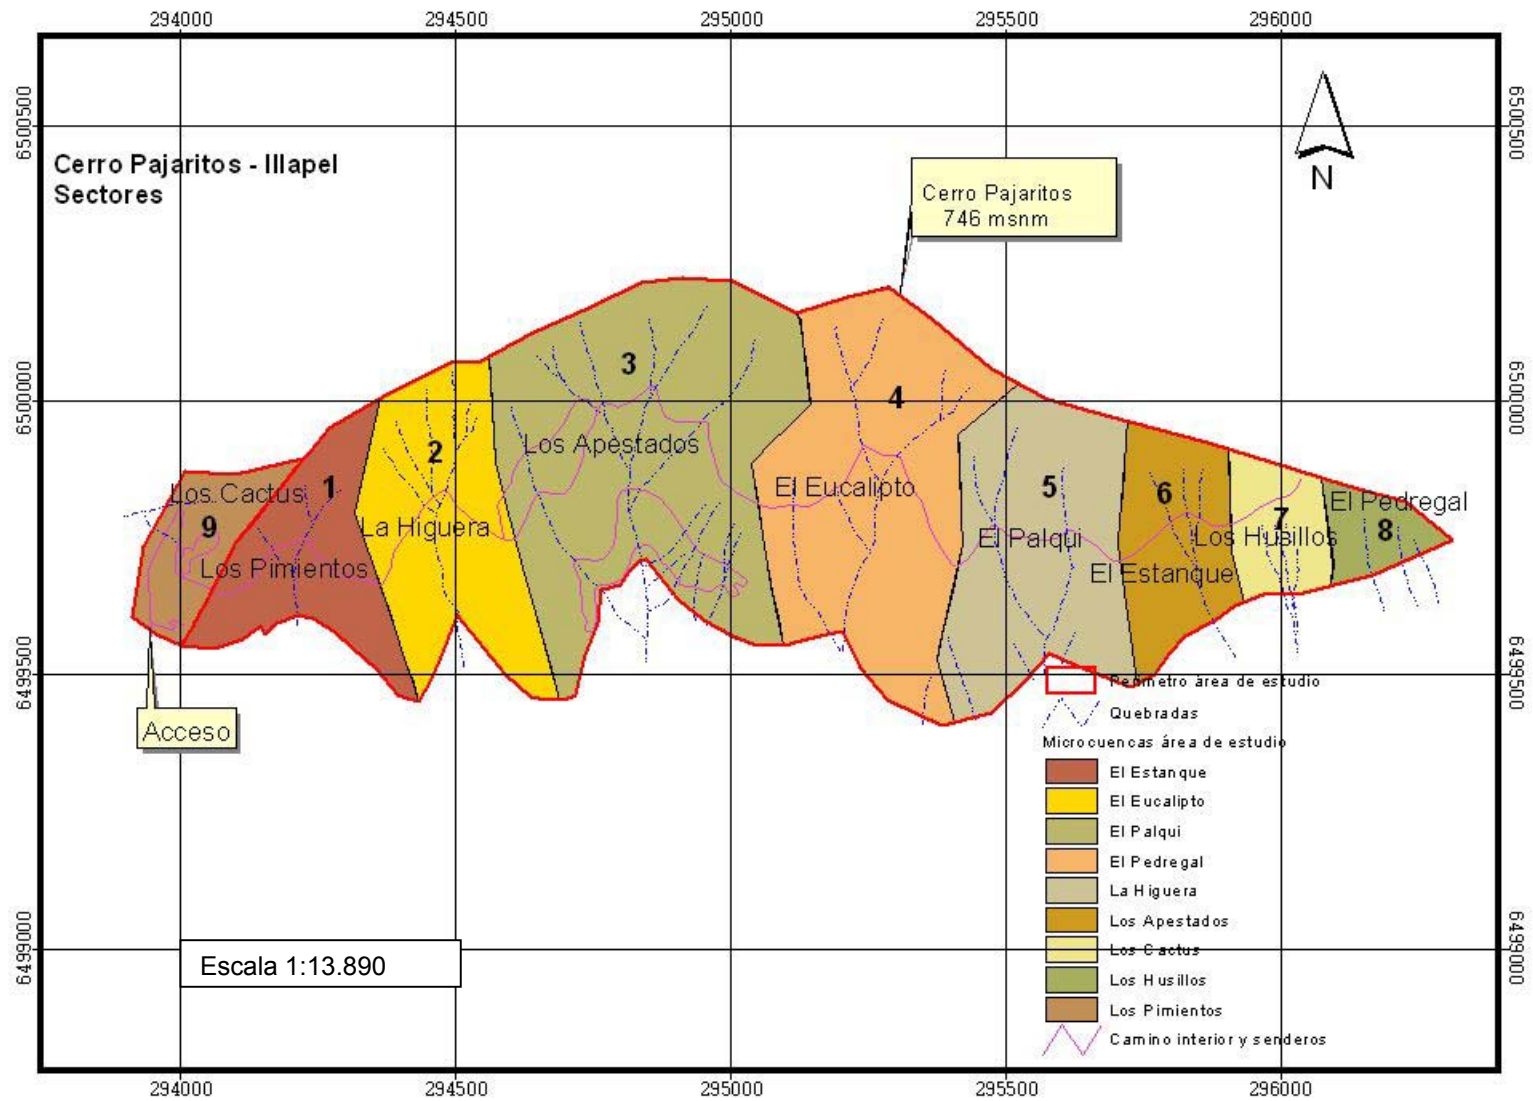 294000 294500 295000 295500 296000
6500500
6500500
Cerro Pajaritos - Illapel
Sectores
Cerro Pajaritos
746 msnm
N
3
4
6500000
6500000
2
Los Apestados
1
5
6
El Eucalipto
Los Cactus
El Pedregal
9
La Higuera
7
8
El Palqui
Los Husillos
Los Pimientos
El Estanque
6499500
6499500
Acceso
Perímetro área de estudio
Quebradas
Microcuencas área de estudio
El Estanque
El Eucalipto
El Palqui
El Pedregal
La Higuera
Los Apestados
Los Cactus
Los Husillos
Los Pimientos
Camino interior y senderos
6499000
6499000
Escala 1:13.890
294000 294500 295000 295500 296000